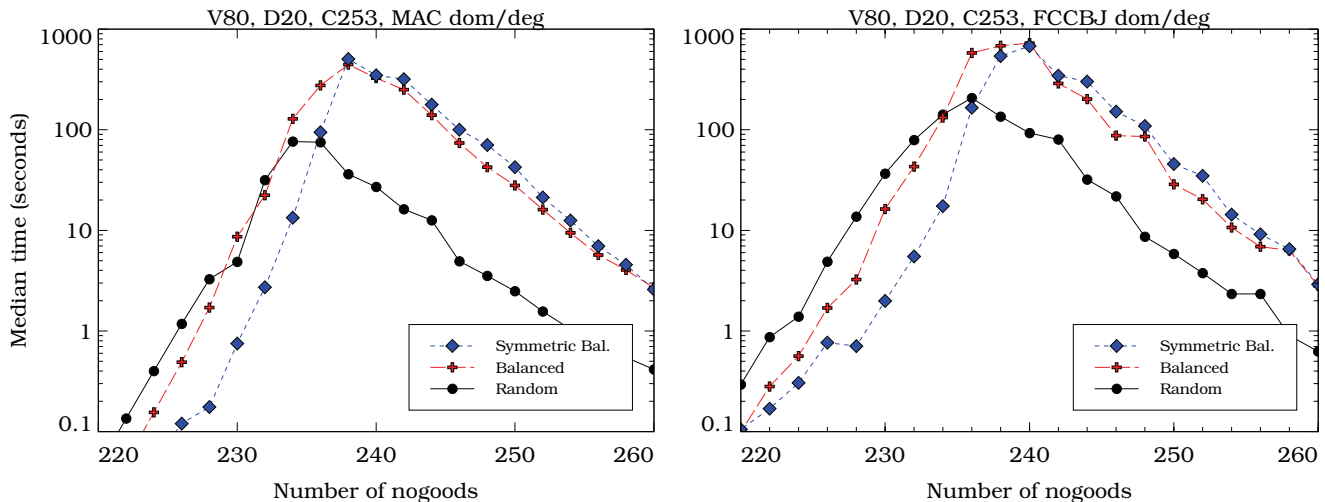 V80, D20, C253, MAC dom/deg
1000
100
10
1
0.1
Median time (seconds)
220 230 240 250 260
Number of nogoods
Symmetric Bal.
Balanced
Random
V80, D20, C253, FCCBJ dom/deg
1000
100
10
1
0.1
220 230 240 250 260
Number of nogoods
Symmetric Bal.
Balanced
Random